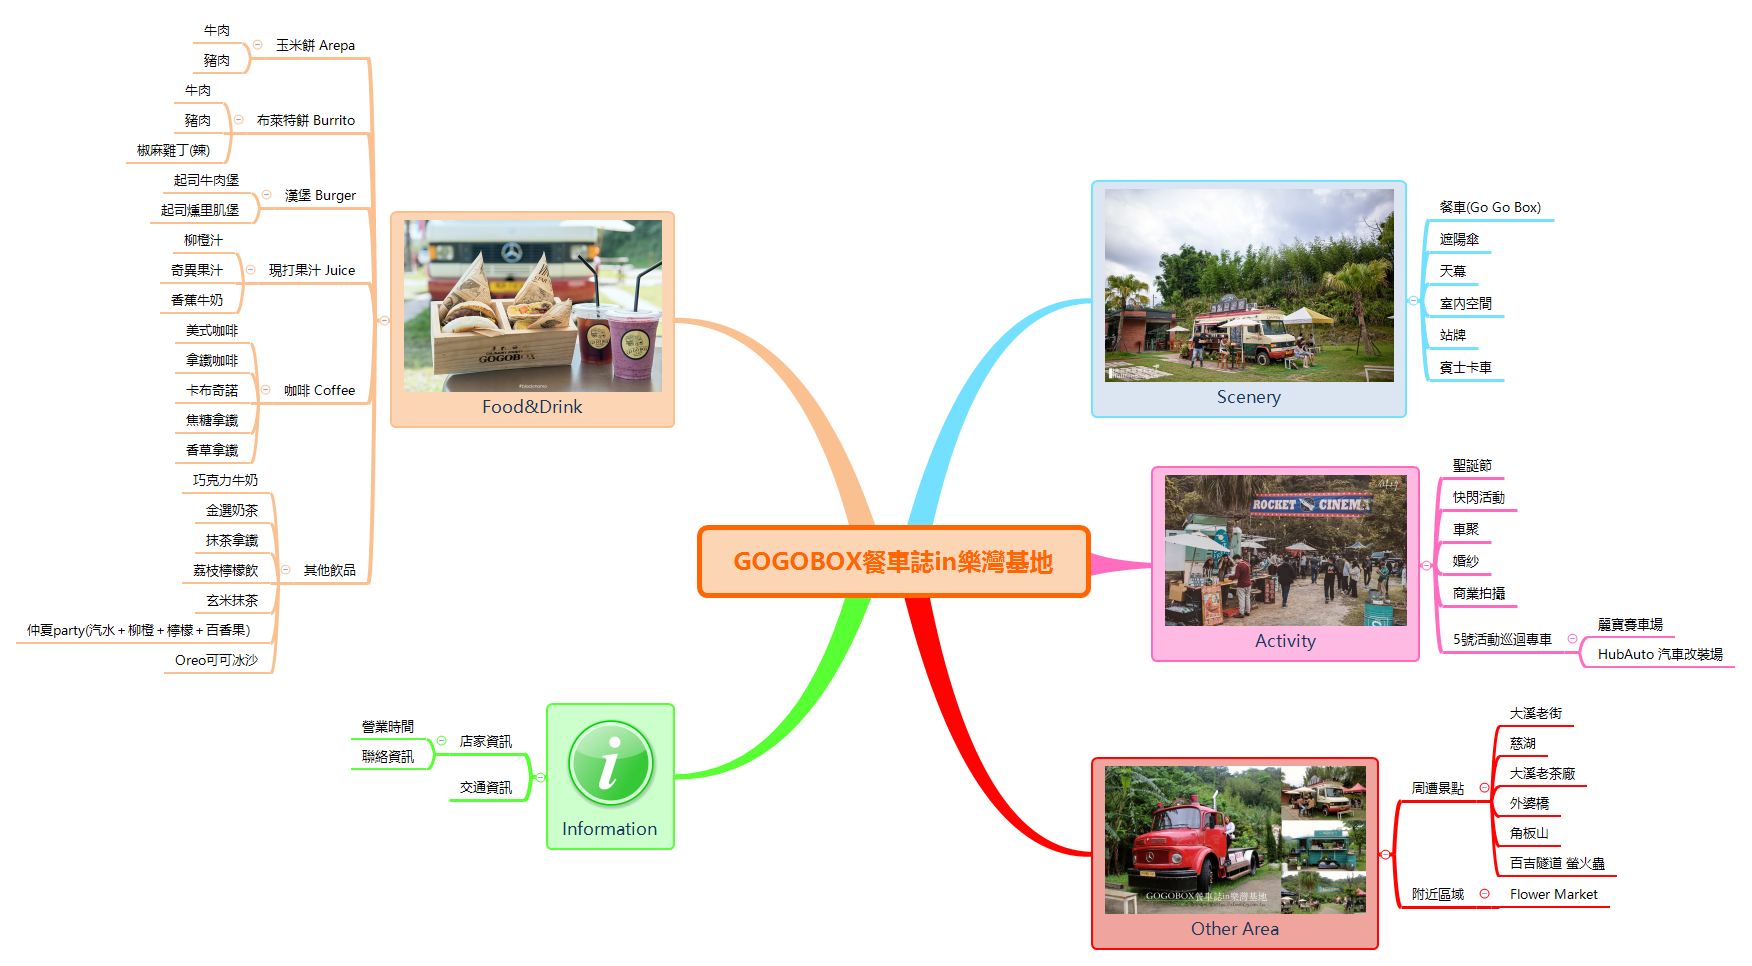 GOGOBOX餐車誌in樂灣基地
Food&Drink
玉米餅 Arepa
牛肉
豬肉
布萊特餅 Burrito
牛肉
豬肉
椒麻雞丁(辣)
漢堡 Burger
起司牛肉堡
起司燻里肌堡
現打果汁 Juice
柳橙汁
奇異果汁
香蕉牛奶
咖啡 Coffee
美式咖啡
拿鐵咖啡
卡布奇諾
焦糖拿鐵
香草拿鐵
其他飲品
巧克力牛奶
金選奶茶
抹茶拿鐵
荔枝檸檬飲
玄米抹茶
仲夏party(汽水+柳橙+檸檬+百香果)
Oreo可可冰沙
GOGOBOX
Information
店家資訊
營業時間
聯絡資訊
交通資訊
Scenery
餐車(Go Go Box)
遮陽傘
天幕
室內空間
站牌
賓士卡車
Activity
ROCKET CINEMA
聖誕節
快閃活動
車聚
婚紗
商業拍攝
5號活動巡迴專車
麗寶賽車場
HubAuto 汽車改裝場
Other Area
GOGOBOX餐車誌in樂灣基地
周遭景點
大溪老街
慈湖
大溪老茶廠
外婆橋
角板山
百吉隧道 螢火蟲
附近區域
Flower Market